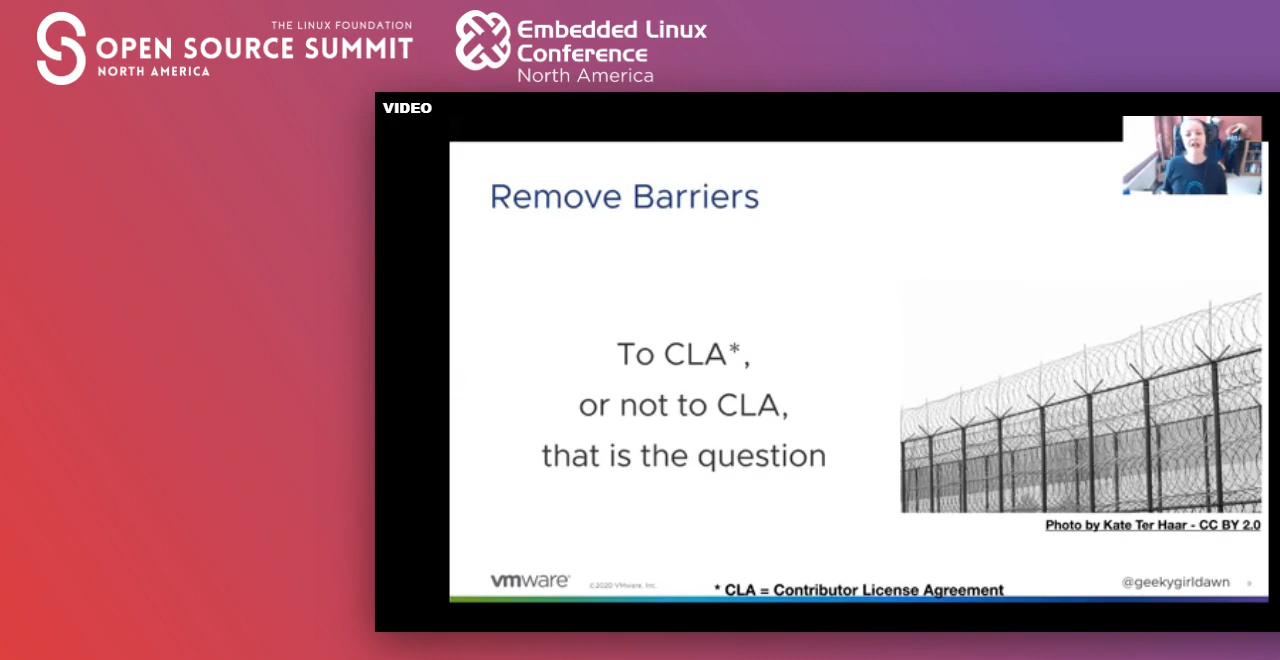 THE LINUX FOUNDATION
OPEN SOURCE SUMMIT
NORTH AMERICA
Embedded Linux
Conference
North America
VIDEO
Remove Barriers
To CLA*,
or not to CLA,
that is the question
Photo by Kate Ter Haar - CC BY 2.0
vmware®
©2020 VMware, Inc.
* CLA = Contributor License Agreement
@geekygirldawn
9